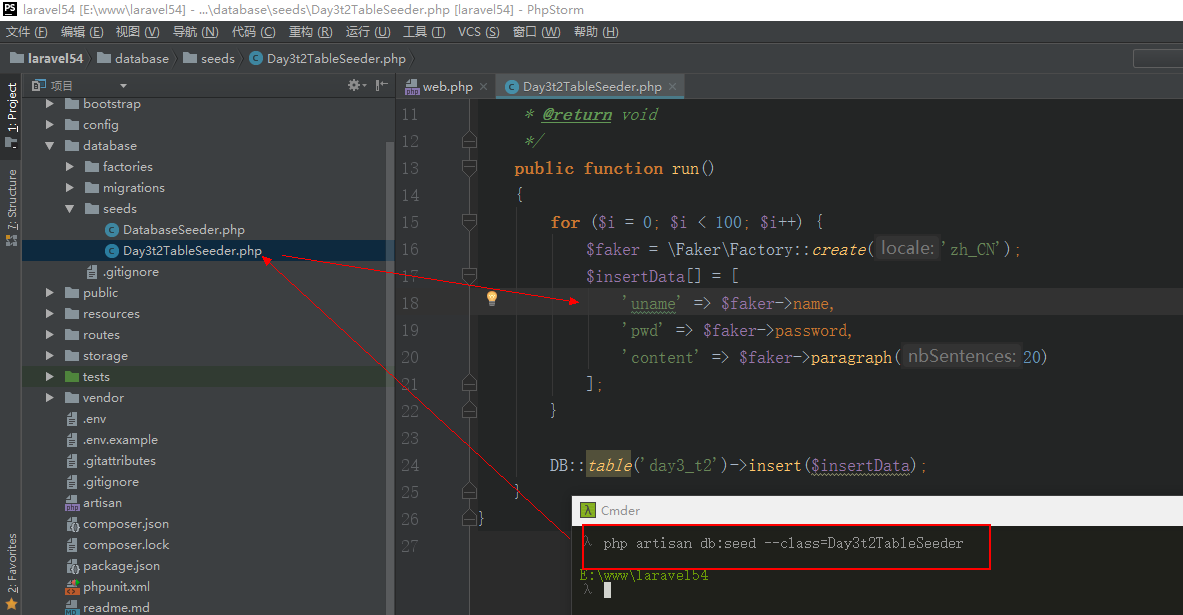 PS laravel54 [E:\www\laravel54] - ...\database\seeds\Day3t2TableSeeder.php [laravel54] - PhpStorm
文件 (F) 编辑 (E) 视图 (V) 导航 (N) 代码 (C) 重构 (R) 运行 (U) 工具 (T) VCS (S) 窗口 (W) 帮助 (H)
laravel54 database seeds Day3t2TableSeeder.php
1: Project
7: Structure
2: Favorites
项目
bootstrap
config
database
factories
migrations
seeds
DatabaseSeeder.php
Day3t2TableSeeder.php
.gitignore
public
resources
routes
storage
tests
vendor
.env
.env.example
.gitattributes
.gitignore
artisan
composer.json
composer.lock
package.json
phpunit.xml
readme.md
web.php Day3t2TableSeeder.php
11 * @return void
12 */
13 public function run()
14 {
15 for ($i = 0; $i < 100; $i++) {
16 $faker = \Faker\Factory::create( locale: 'zh_CN');
17 $insertData[] = [
18 'uname' => $faker->name,
19 'pwd' => $faker->password,
20 'content' => $faker->paragraph( nbSentences: 20)
21 ];
22 }
23
24 DB::table('day3_t2')->insert($insertData);
25 }
26 }
27
λ Cmder
λ php artisan db:seed --class=Day3t2TableSeeder
E:\www\laravel54
λ